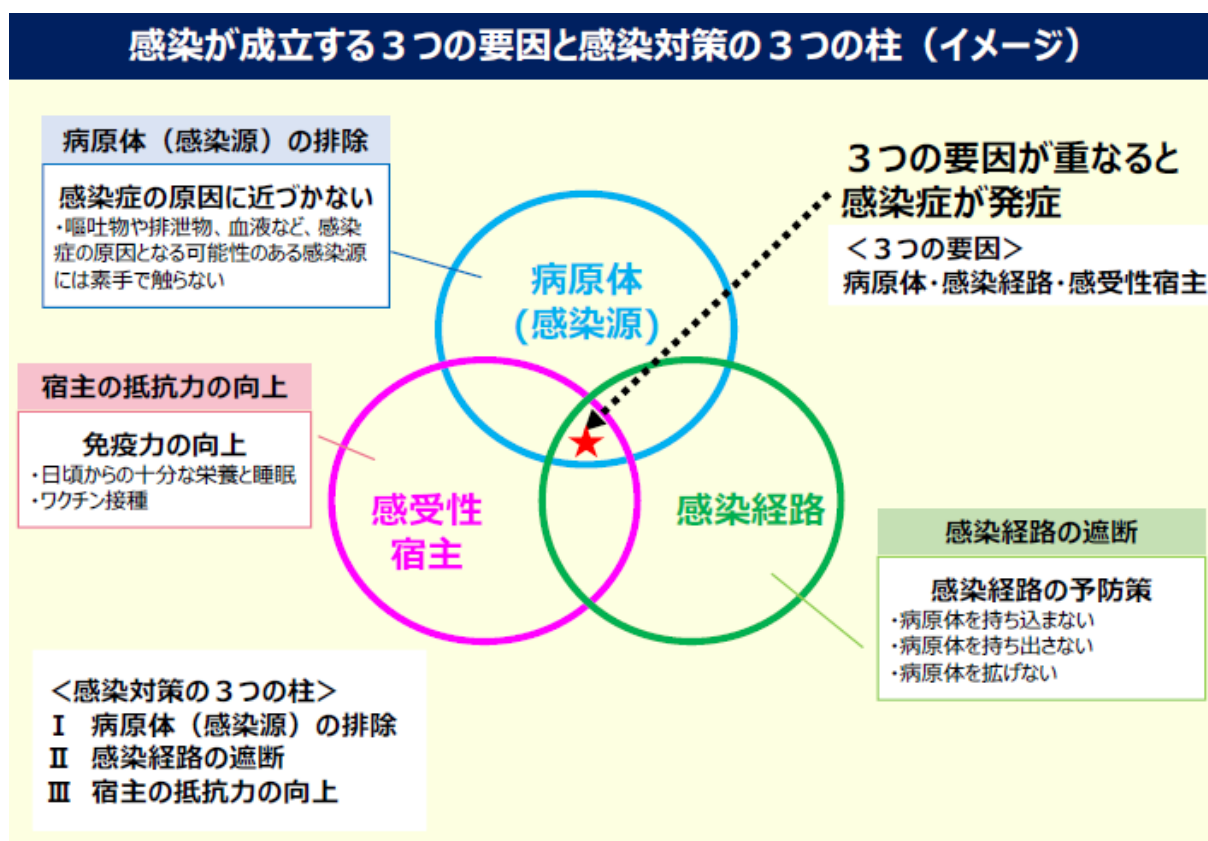 感染が成立する３つの要因と感染対策の３つの柱（イメージ）
病原体（感染源）の排除
感染症の原因に近づかない
・嘔吐物や排泄物、血液など、感染
症の原因となる可能性のある感染源
には素手で触らない
３つの要因が重なると
感染症が発症
＜３つの要因＞
病原体・感染経路・感受性宿主
病原体
(感染源)
宿主の抵抗力の向上
免疫力の向上
・日頃からの十分な栄養と睡眠
・ワクチン接種
感受性
宿主
感染経路
感染経路の遮断
感染経路の予防策
・病原体を持ち込まない
・病原体を持ち出さない
・病原体を拡げない
＜感染対策の３つの柱＞
Ⅰ 病原体（感染源）の排除
Ⅱ 感染経路の遮断
Ⅲ 宿主の抵抗力の向上